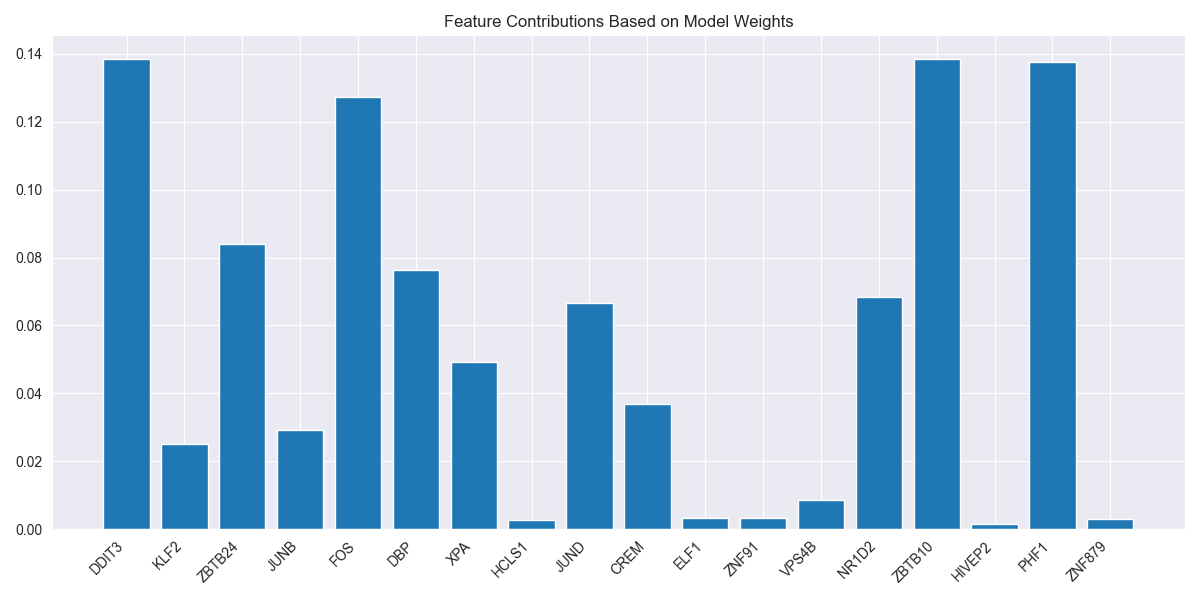 Feature Contributions Based on Model Weights
0.14
0.12
0.10
0.08
0.06
0.04
0.02
0.00
DDIT3
KLF2
ZBTB24
JUNB
FOS
DBP
XPA
HCLS1
JUND
CREM
ELF1
ZNF91
VPS4B
NR1D2
ZBTB10
HIVEP2
PHF1
ZNF879